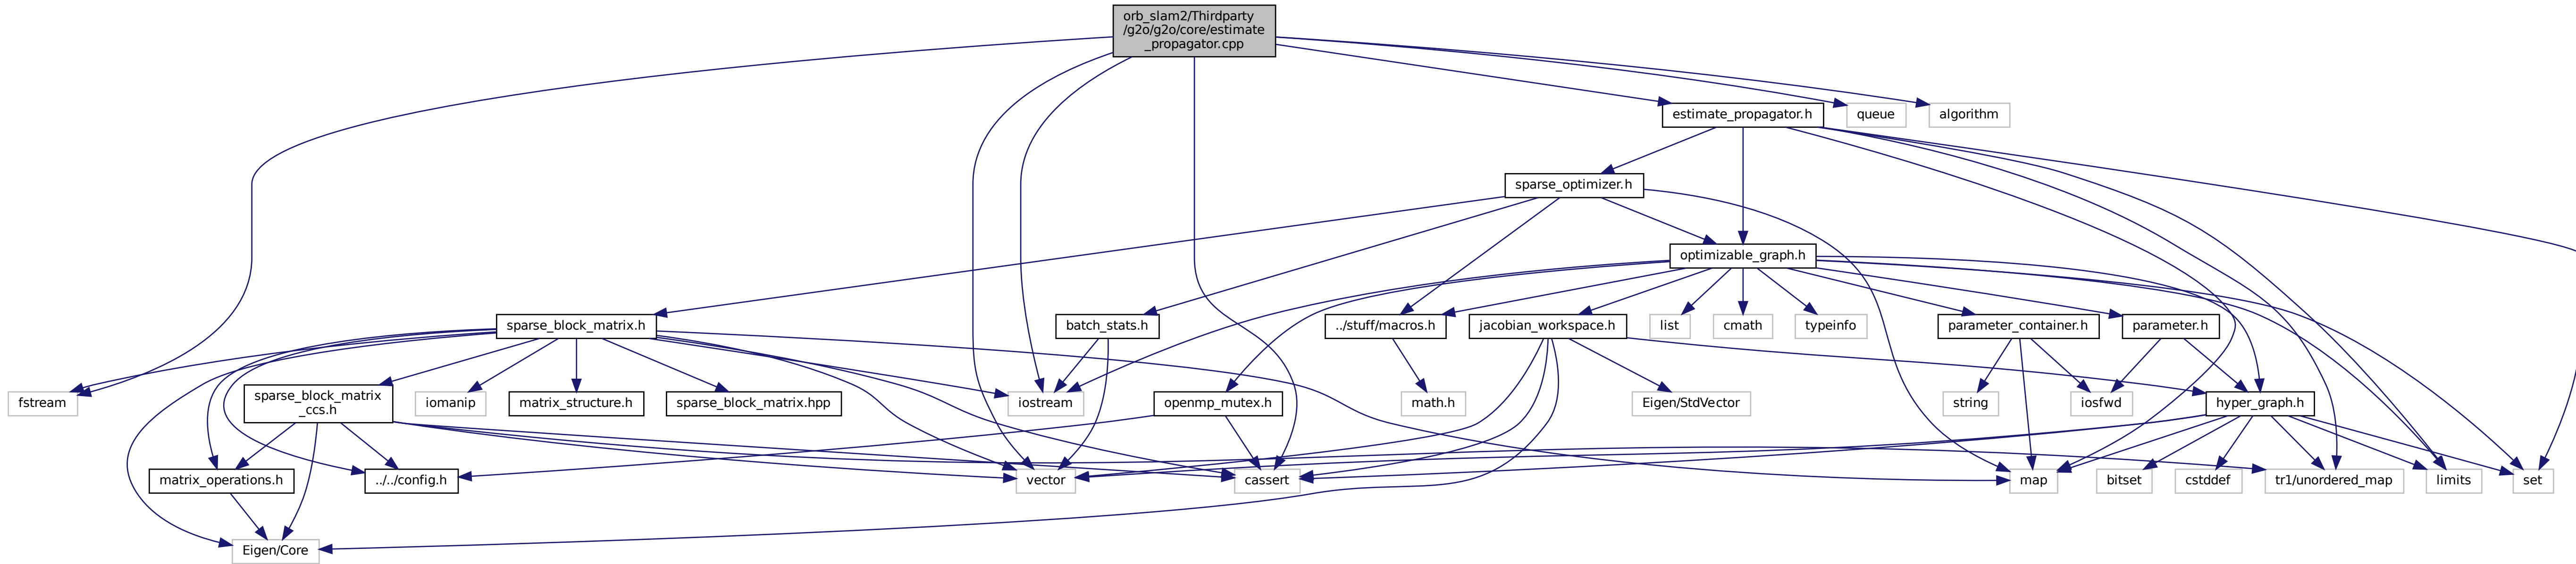 orb_slam2/Thirdparty
/g2o/g2o/core/estimate
_propagator.cpp
estimate_propagator.h
queue
algorithm
sparse_optimizer.h
optimizable_graph.h
sparse_block_matrix.h
batch_stats.h
../stuff/macros.h
jacobian_workspace.h
list
cmath
typeinfo
parameter_container.h
parameter.h
fstream
sparse_block_matrix
_ccs.h
iomanip
matrix_structure.h
sparse_block_matrix.hpp
iostream
openmp_mutex.h
math.h
Eigen/StdVector
string
iosfwd
hyper_graph.h
matrix_operations.h
../../config.h
vector
cassert
map
bitset
cstddef
tr1/unordered_map
limits
set
Eigen/Core